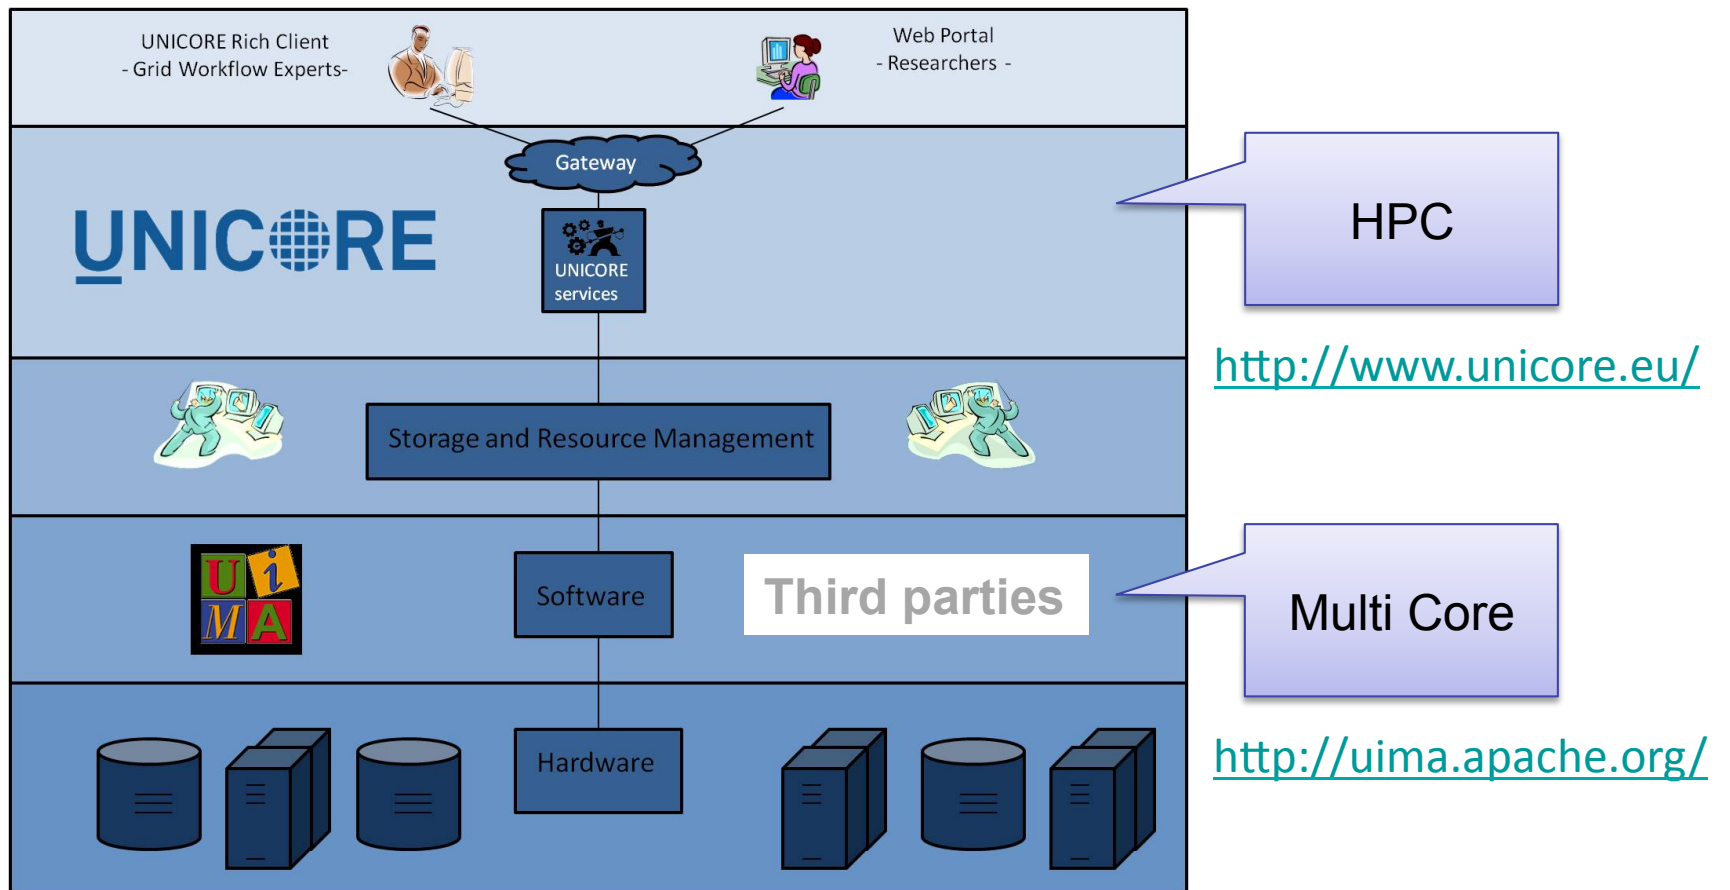 UNICORE Rich Client
- Grid Workflow Experts-
Web Portal
- Researchers -
Gateway
UNICORE
UNICORE
services
HPC
http://www.unicore.eu/
Storage and Resource Management
UiMA
Software
Third parties
Multi Core
Hardware
http://uima.apache.org/